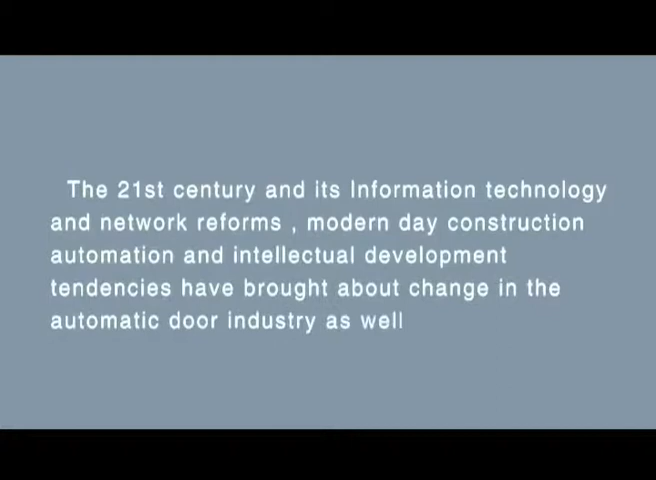 The 21st century and its Information technology
and network reforms , modern day construction
automation and intellectual development
tendencies have brought about change in the
automatic door industry as well